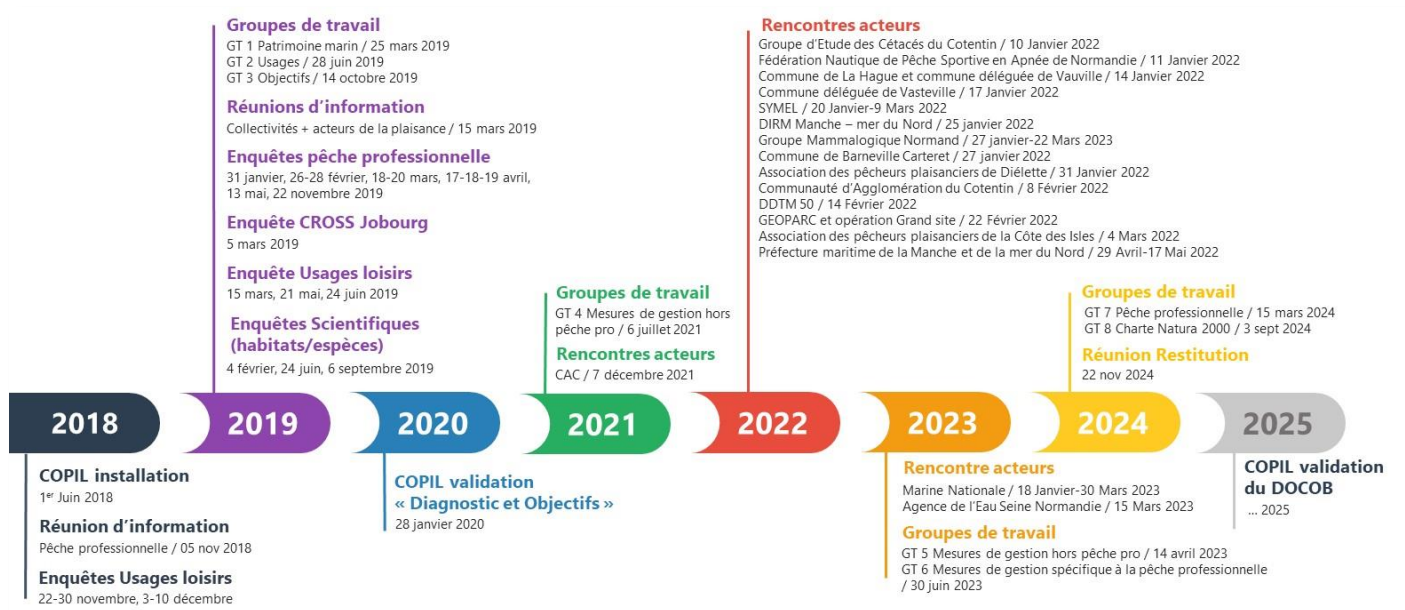 Groupes de travail
GT 1 Patrimoine marin / 25 mars 2019
GT 2 Usages / 28 juin 2019
GT 3 Objectifs / 14 octobre 2019
Réunions d'information
Collectivités + acteurs de la plaisance / 15 mars 2019
Enquêtes pêche professionnelle
31 janvier, 26-28 février, 18-20 mars, 17-18-19 avril,
13 mai, 22 novembre 2019
Enquête CROSS Jobourg
5 mars 2019
Enquête Usages loisirs
15 mars, 21 mai, 24 juin 2019
Enquêtes Scientifiques
(habitats/espèces)
4 février, 24 juin, 6 septembre 2019
Groupes de travail
GT 4 Mesures de gestion hors
pêche pro / 6 juillet 2021
Rencontres acteurs
CAC / 7 décembre 2021
Rencontres acteurs
Groupe d'Etude des Cétacés du Cotentin / 10 Janvier 2022
Fédération Nautique de Pêche Sportive en Apnée de Normandie / 11 Janvier 2022
Commune de La Hague et commune déléguée de Vauville / 14 Janvier 2022
Commune déléguée de Vasteville / 17 Janvier 2022
SYMEL / 20 Janvier-9 Mars 2022
DIRM Manche – mer du Nord / 25 janvier 2022
Groupe Mammalogique Normand / 27 janvier-22 Mars 2023
Commune de Barneville Carteret / 27 janvier 2022
Association des pêcheurs plaisanciers de Diélette / 31 Janvier 2022
Communauté d'Agglomération du Cotentin / 8 Février 2022
DDTM 50 / 14 Février 2022
GEOPARC et opération Grand site / 22 Février 2022
Association des pêcheurs plaisanciers de la Côte des Isles / 4 Mars 2022
Préfecture maritime de la Manche et de la mer du Nord / 29 Avril-17 Mai 2022
Groupes de travail
GT 7 Pêche professionnelle / 15 mars 2024
GT 8 Charte Natura 2000 / 3 sept 2024
Réunion Restitution
22 nov 2024
2018
2019
2020
2021
2022
2023
2024
2025
COPIL installation
1er Juin 2018
Réunion d'information
Pêche professionnelle / 05 nov 2018
Enquêtes Usages loisirs
22-30 novembre, 3-10 décembre
COPIL validation
« Diagnostic et Objectifs »
28 janvier 2020
Rencontre acteurs
Marine Nationale / 18 Janvier-30 Mars 2023
Agence de l'Eau Seine Normandie / 15 Mars 2023
Groupes de travail
GT 5 Mesures de gestion hors pêche pro / 14 avril 2023
GT 6 Mesures de gestion spécifique à la pêche professionnelle
/ 30 juin 2023
COPIL validation
du DOCOB
... 2025